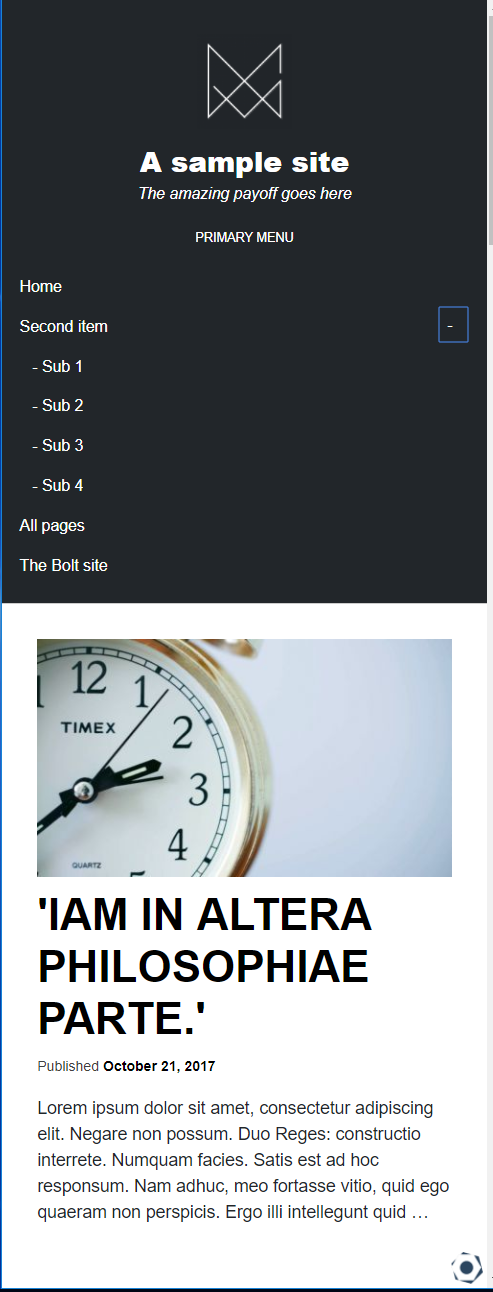 A sample site
The amazing payoff goes here
PRIMARY MENU
Home
Second item
-
- Sub 1
- Sub 2
- Sub 3
- Sub 4
All pages
The Bolt site
12
1
TIMEX
2
3
4
QUARTZ
'IAM IN ALTERA
PHILOSOPHIAE
PARTE.'
Published October 21, 2017
Lorem ipsum dolor sit amet, consectetur adipiscing
elit. Negare non possum. Duo Reges: constructio
interrete. Numquam facies. Satis est ad hoc
responsum. Nam adhuc, meo fortasse vitio, quid ego
quaeram non perspicis. Ergo illi intellegunt quid …